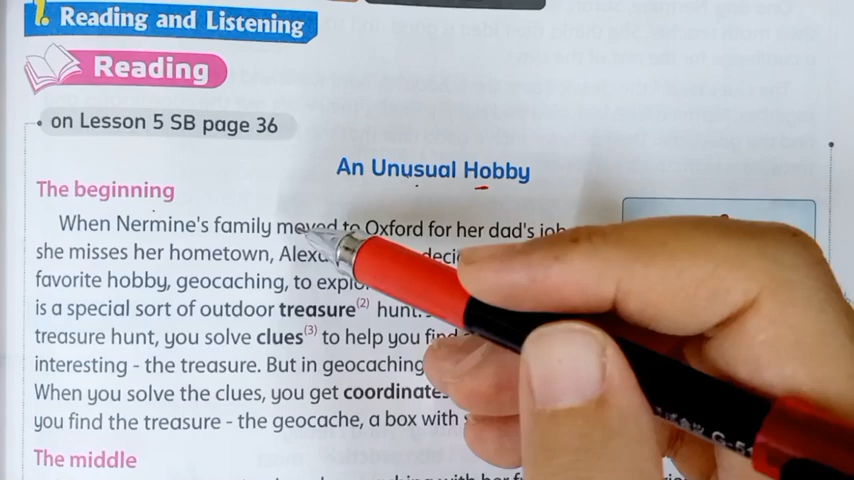 1. Reading and Listening
Reading
on Lesson 5 SB page 36
An Unusual Hobby
The beginning
When Nermine's family moved to Oxford for her dad's job
she misses her hometown,
favorite hobby, geocaching, to
is a special sort of outdoor treasure(2) hunt.
treasure hunt, you solve clues(3) to help you find
interesting - the treasure. But in geocaching
When you solve the clues, you get coordinates
you find the treasure - the geocache, a box with
The middle